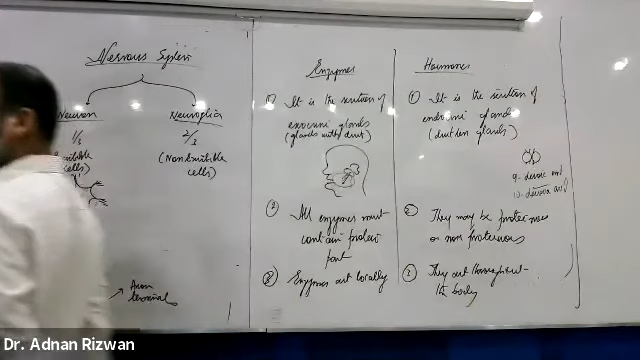 Nervous System
Neuron
Neuroglia
1/3
2/3
(Nonexcitible
cells)
cells)
Axon
terminal
Enzymes
① It is the secretion of
exocrine glands
(glands with duct)
② All enzymes must
contain protein
part
③ Enzymes act locally
Hormones
① It is the secretion of
endocrine glands
(ductless glands)
② They may be proteinous
or non proteinous
They act throughout
the body
Dr. Adnan Rizwan